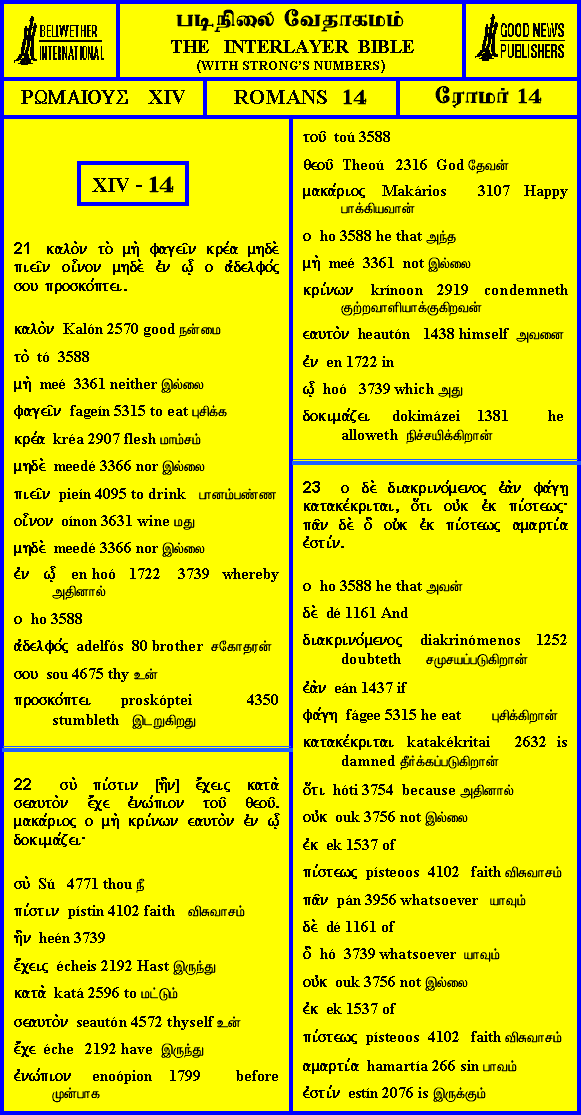 BELLWETHER
INTERNATIONAL
படிநிலை வேதாகமம்
THE INTERLAYER BIBLE
(WITH STRONG'S NUMBERS)
GOOD NEWS
PUBLISHERS
ΡΩΜΑΙΟΥΣ XIV
ROMANS 14
ரோமர் 14
XIV - 14
21 καλὸν τὸ μὴ φαγεῖν κρέα μηδὲ
πιεῖν οἶνον μηδὲ ἐν ᾧ ο ἀδελφός
σου προσκόπτει.
καλὸν Kalón 2570 good நன்மை
τὸ tó 3588
μὴ meé 3361 neither இல்லை
φαγεῖν fageín 5315 to eat புசிக்க
κρέα kréa 2907 flesh மாம்சம்
μηδὲ meedé 3366 nor இல்லை
πιεῖν pieín 4095 to drink பானம்பண்ண
οἶνον oínon 3631 wine மது
μηδὲ meedé 3366 nor இல்லை
ἐν ᾧ en hoó 1722 3739 whereby
அதினால்
ο ho 3588
ἀδελφός adelfós 80 brother சகோதரன்
σου sou 4675 thy உன்
προσκόπτει proskóptei 4350
stumbleth இடறுகிறது
22 σὺ πίστιν [ἣν] ἔχεις κατὰ
σεαυτὸν ἔχε ἐνώπιον τοῦ θεοῦ.
μακάριος ο μὴ κρίνων εαυτὸν ἐν ᾧ
δοκιμάζει·
σὺ Sú 4771 thou நீ
πίστιν pístin 4102 faith விசுவாசம்
ἣν heén 3739
ἔχεις écheis 2192 Hast இருந்து
κατὰ katá 2596 to மட்டும்
σεαυτὸν seautón 4572 thyself உன்
ἔχε éche 2192 have இருந்து
ἐνώπιον enoópion 1799 before
முன்பாக
τοῦ toú 3588
θεοῦ Theoú 2316 God தேவன்
μακάριος Makários 3107 Happy
பாக்கியவான்
ο ho 3588 he that அந்த
μὴ meé 3361 not இல்லை
κρίνων krínoon 2919 condemneth
குற்றவாளியாக்குகிறவன்
εαυτὸν heautón 1438 himself அவனை
ἐν en 1722 in
ᾧ hoó 3739 which அது
δοκιμάζει dokimázei 1381 he
alloweth நிச்சயிக்கிறான்
23 ο δὲ διακρινόμενος ἐὰν φάγῃ
κατακέκριται, ὅτι οὐκ ἐκ πίστεως·
πᾶν δὲ ὃ οὐκ ἐκ πίστεως αμαρτία
ἐστίν.
ο ho 3588 he that அவன்
δὲ dé 1161 And
διακρινόμενος diakrinómenos 1252
doubteth சமுசயப்படுகிறான்
ἐὰν eán 1437 if
φάγη fágee 5315 he eat புசிக்கிறான்
κατακέκριται katakékritai 2632 is
damned தீர்க்கப்படுகிறான்
ὅτι hóti 3754 because அதினால்
οὐκ ouk 3756 not இல்லை
ἐκ ek 1537 of
πίστεως písteoos 4102 faith விசுவாசம்
πᾶν pán 3956 whatsoever யாவும்
δὲ dé 1161 of
ὃ hó 3739 whatsoever யாவும்
οὐκ ouk 3756 not இல்லை
ἐκ ek 1537 of
πίστεως písteoos 4102 faith விசுவாசம்
αμαρτία hamartía 266 sin பாவம்
ἐστίν estín 2076 is இருக்கும்